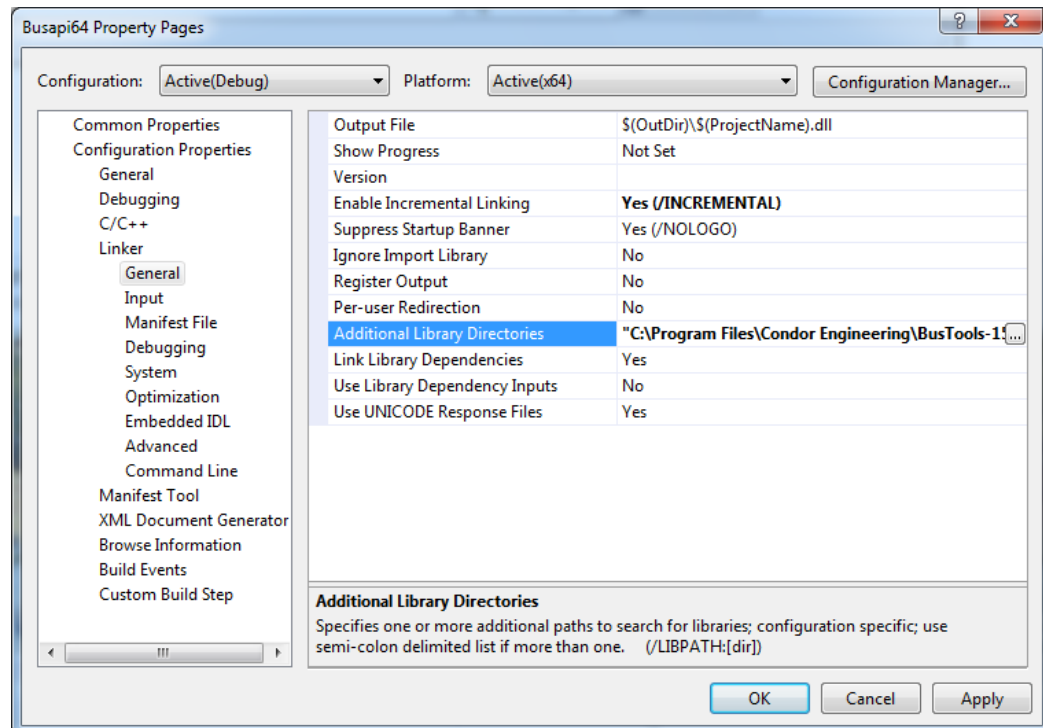 Busapi64 Property Pages
Configuration: Active(Debug) Platform: Active(x64) Configuration Manager...
Common Properties
Configuration Properties
General
Debugging
C/C++
Linker
General
Input
Manifest File
Debugging
System
Optimization
Embedded IDL
Advanced
Command Line
Manifest Tool
XML Document Generator
Browse Information
Build Events
Custom Build Step
Output File $(OutDir)\$(ProjectName).dll
Show Progress Not Set
Version
Enable Incremental Linking Yes (/INCREMENTAL)
Suppress Startup Banner Yes (/NOLOGO)
Ignore Import Library No
Register Output No
Per-user Redirection No
Additional Library Directories "C:\Program Files\Condor Engineering\BusTools-15 ...
Link Library Dependencies Yes
Use Library Dependency Inputs No
Use UNICODE Response Files Yes
Additional Library Directories
Specifies one or more additional paths to search for libraries; configuration specific; use
semi-colon delimited list if more than one. (/LIBPATH:[dir])
OK Cancel Apply